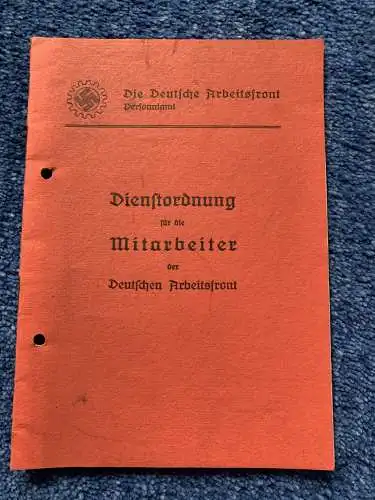 Die Deutsche Arbeitsfront
Personalamt
Dienstordnung
für die
Mitarbeiter
der
Deutschen Arbeitsfront